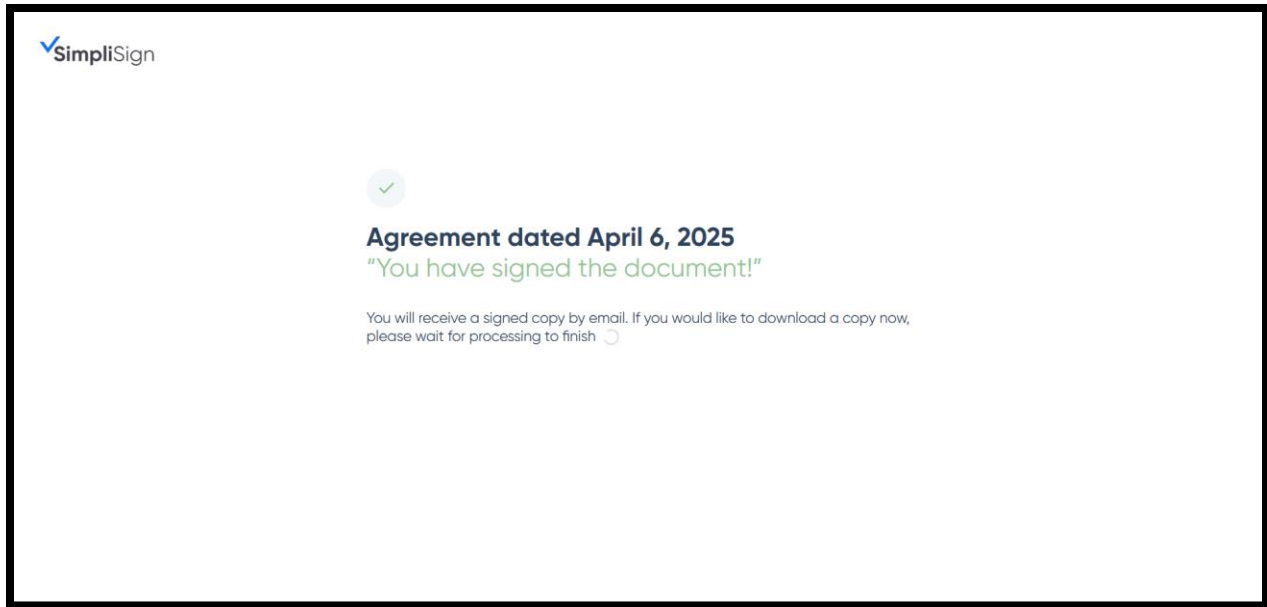 SimpliSign
Agreement dated April 6, 2025
“You have signed the document!”
You will receive a signed copy by email. If you would like to download a copy now,
please wait for processing to finish